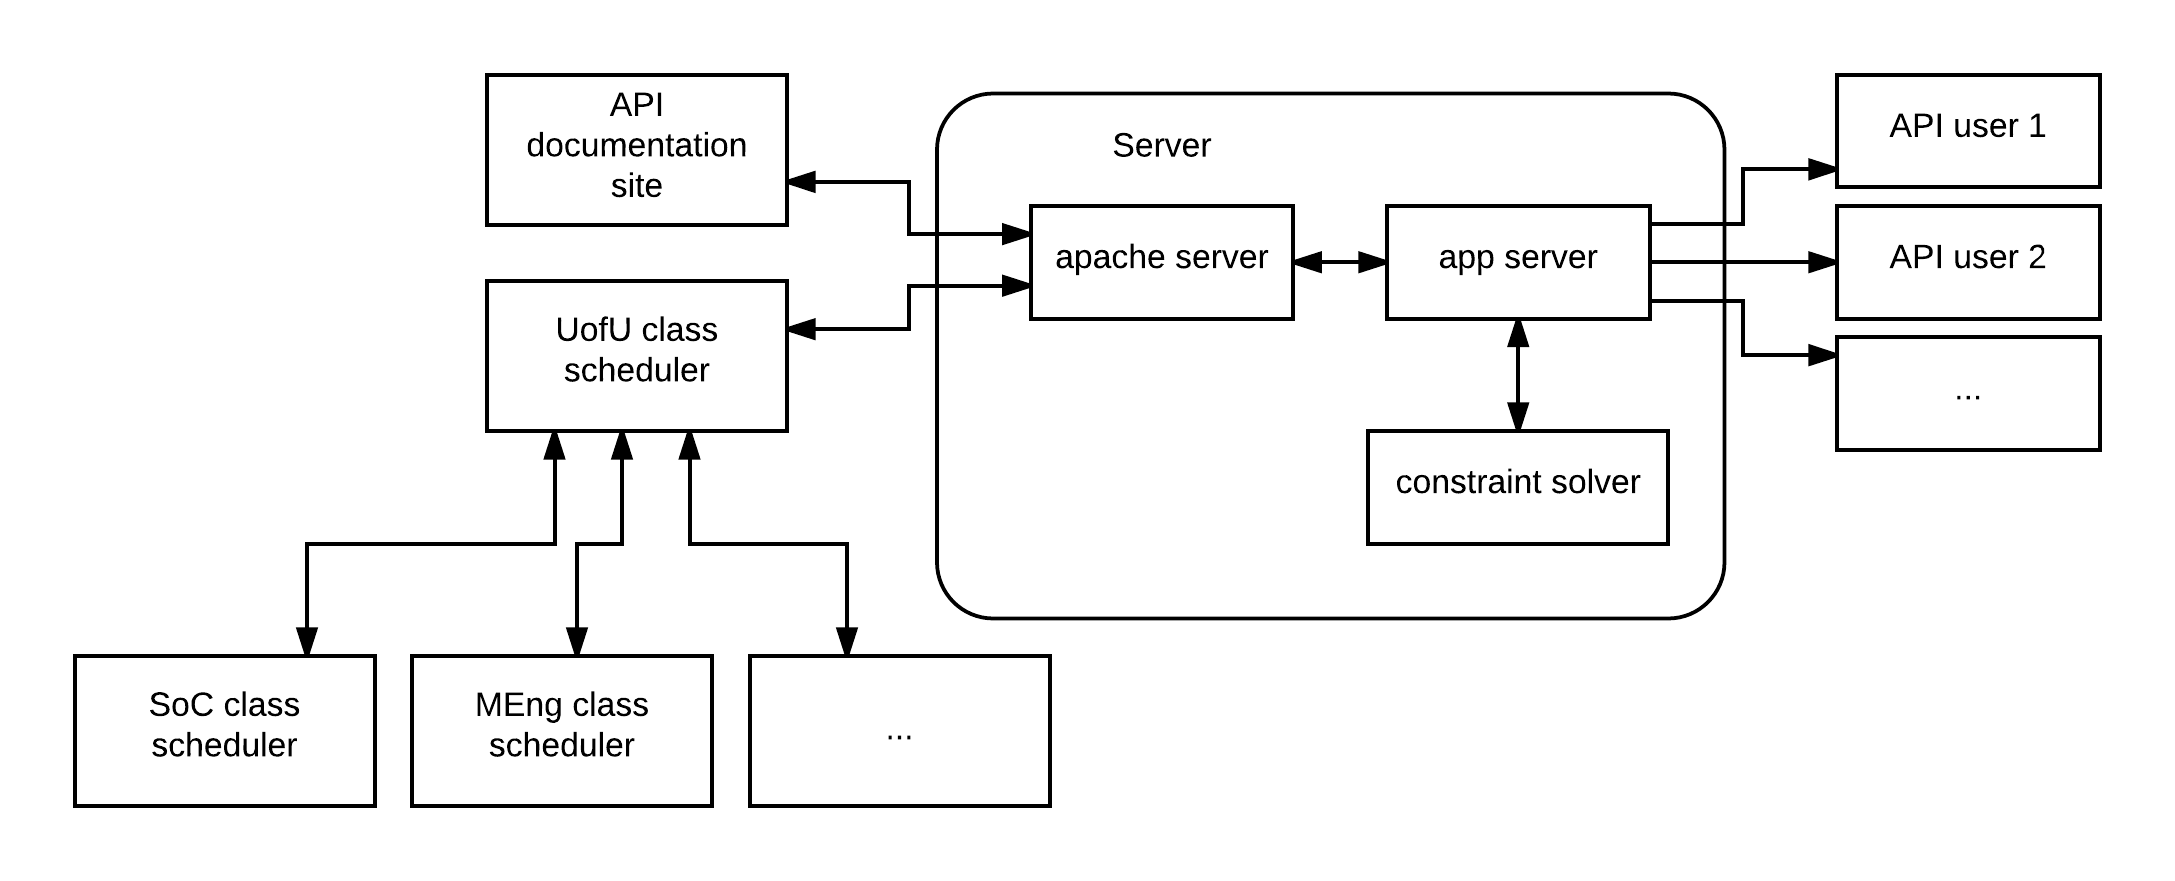 API
documentation
site
Server
API user 1
apache server
app server
API user 2
UofU class
scheduler
...
constraint solver
SoC class
scheduler
MEng class
scheduler
...